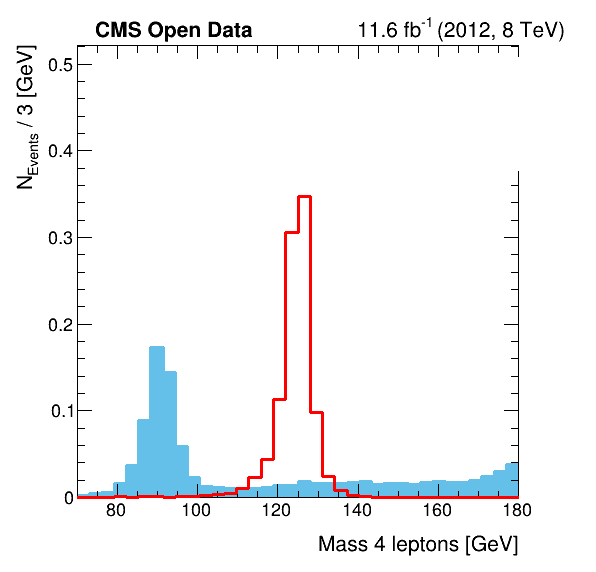 CMS Open Data
11.6 fb-1 (2012, 8 TeV)
NEvents / 3 [GeV]
0.5
0.4
0.3
0.2
0.1
0
80 100 120 140 160 180
Mass 4 leptons [GeV]